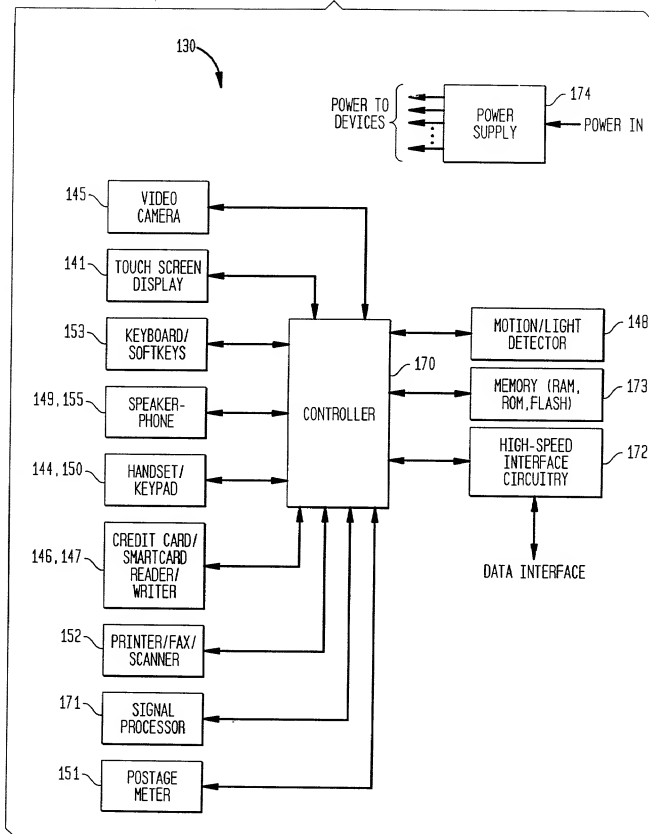 130
POWER TO
DEVICES
POWER
SUPPLY
174
POWER IN
145
VIDEO
CAMERA
141
TOUCH SCREEN
DISPLAY
153
KEYBOARD/
SOFTKEYS
149,155
SPEAKER-
PHONE
144,150
HANDSET/
KEYPAD
146,147
CREDIT CARD/
SMARTCARD
READER/
WRITER
152
PRINTER/FAX/
SCANNER
171
SIGNAL
PROCESSOR
151
POSTAGE
METER
CONTROLLER
170
MOTION/LIGHT
DETECTOR
148
MEMORY (RAM,
ROM,FLASH)
173
HIGH-SPEED
INTERFACE
CIRCUITRY
172
DATA INTERFACE